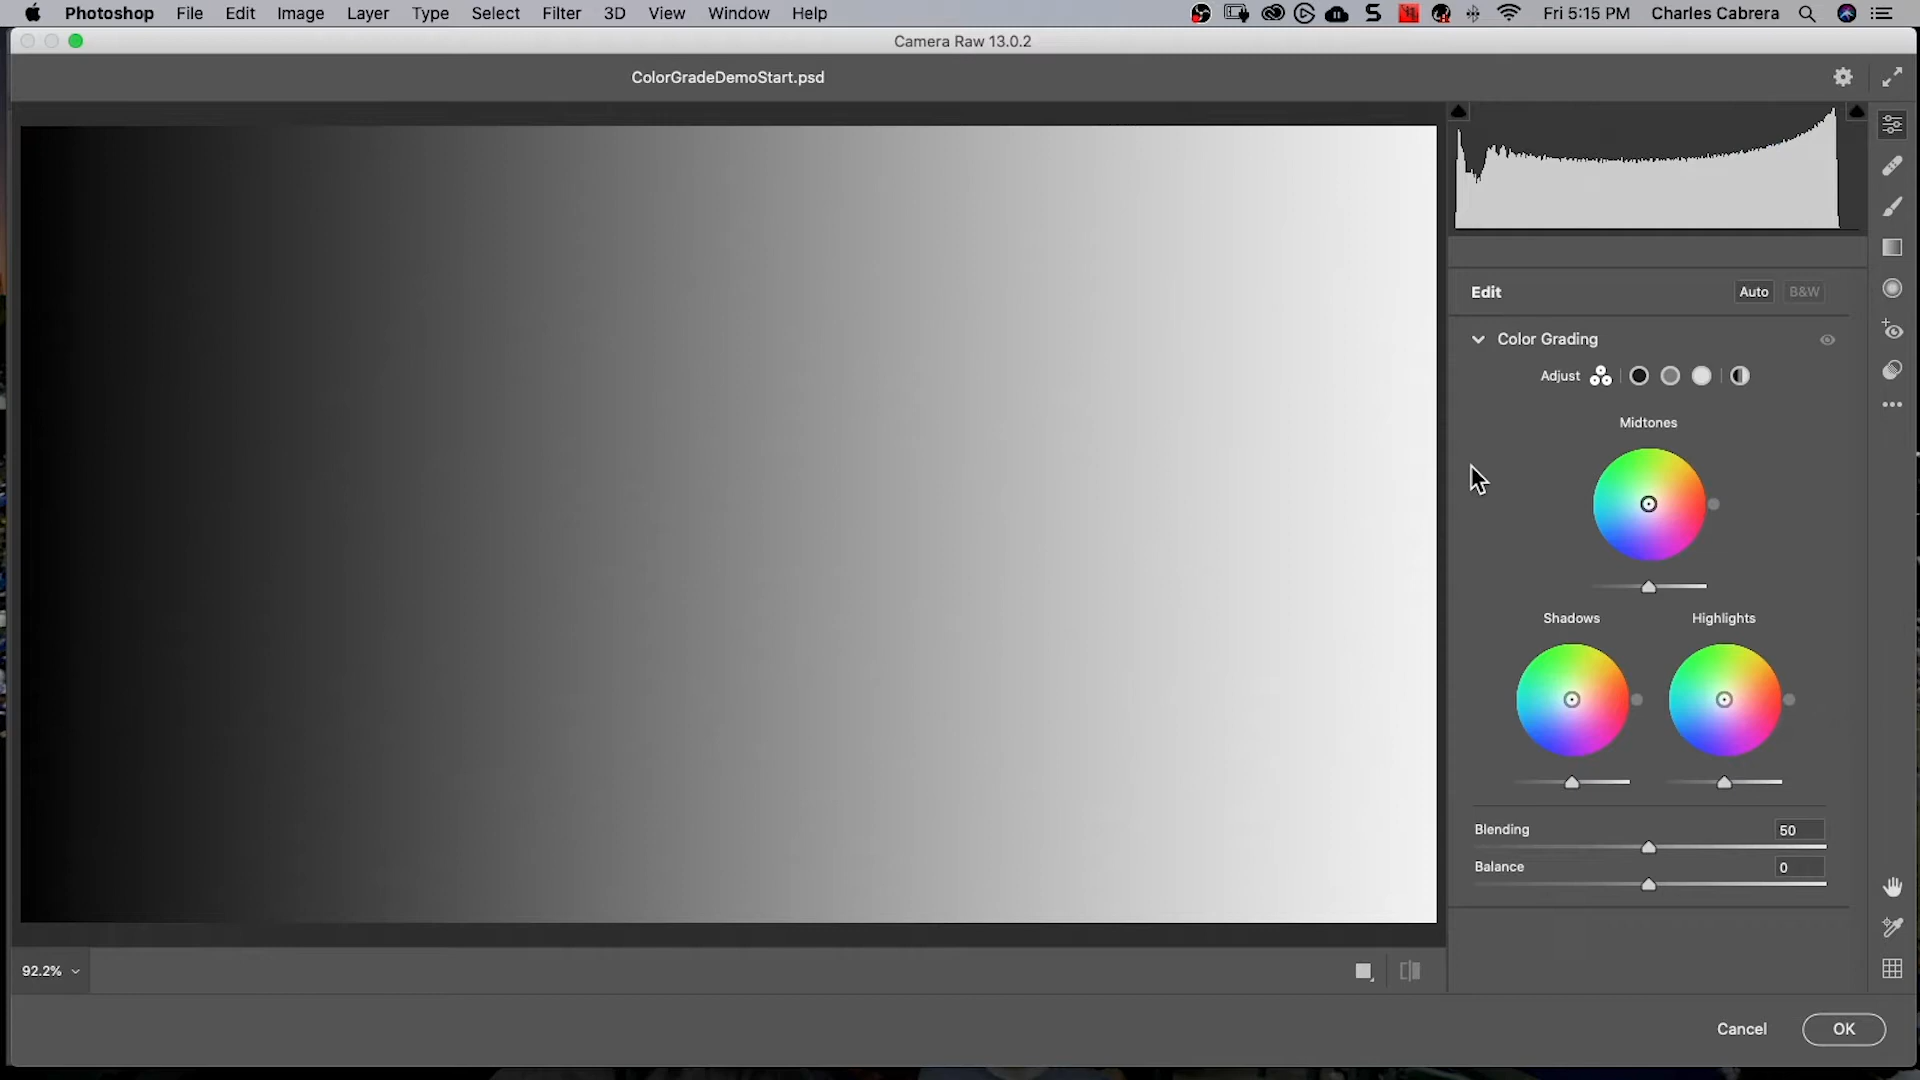 Photoshop File Edit Image Layer Type Select Filter 3D View Window Help Fri 5:15 PM Charles Cabrera
Camera Raw 13.0.2
ColorGradeDemoStart.psd
Edit Auto B&W
Color Grading
Adjust
Midtones
Shadows Highlights
Blending 50
Balance 0
92.2%
Cancel OK